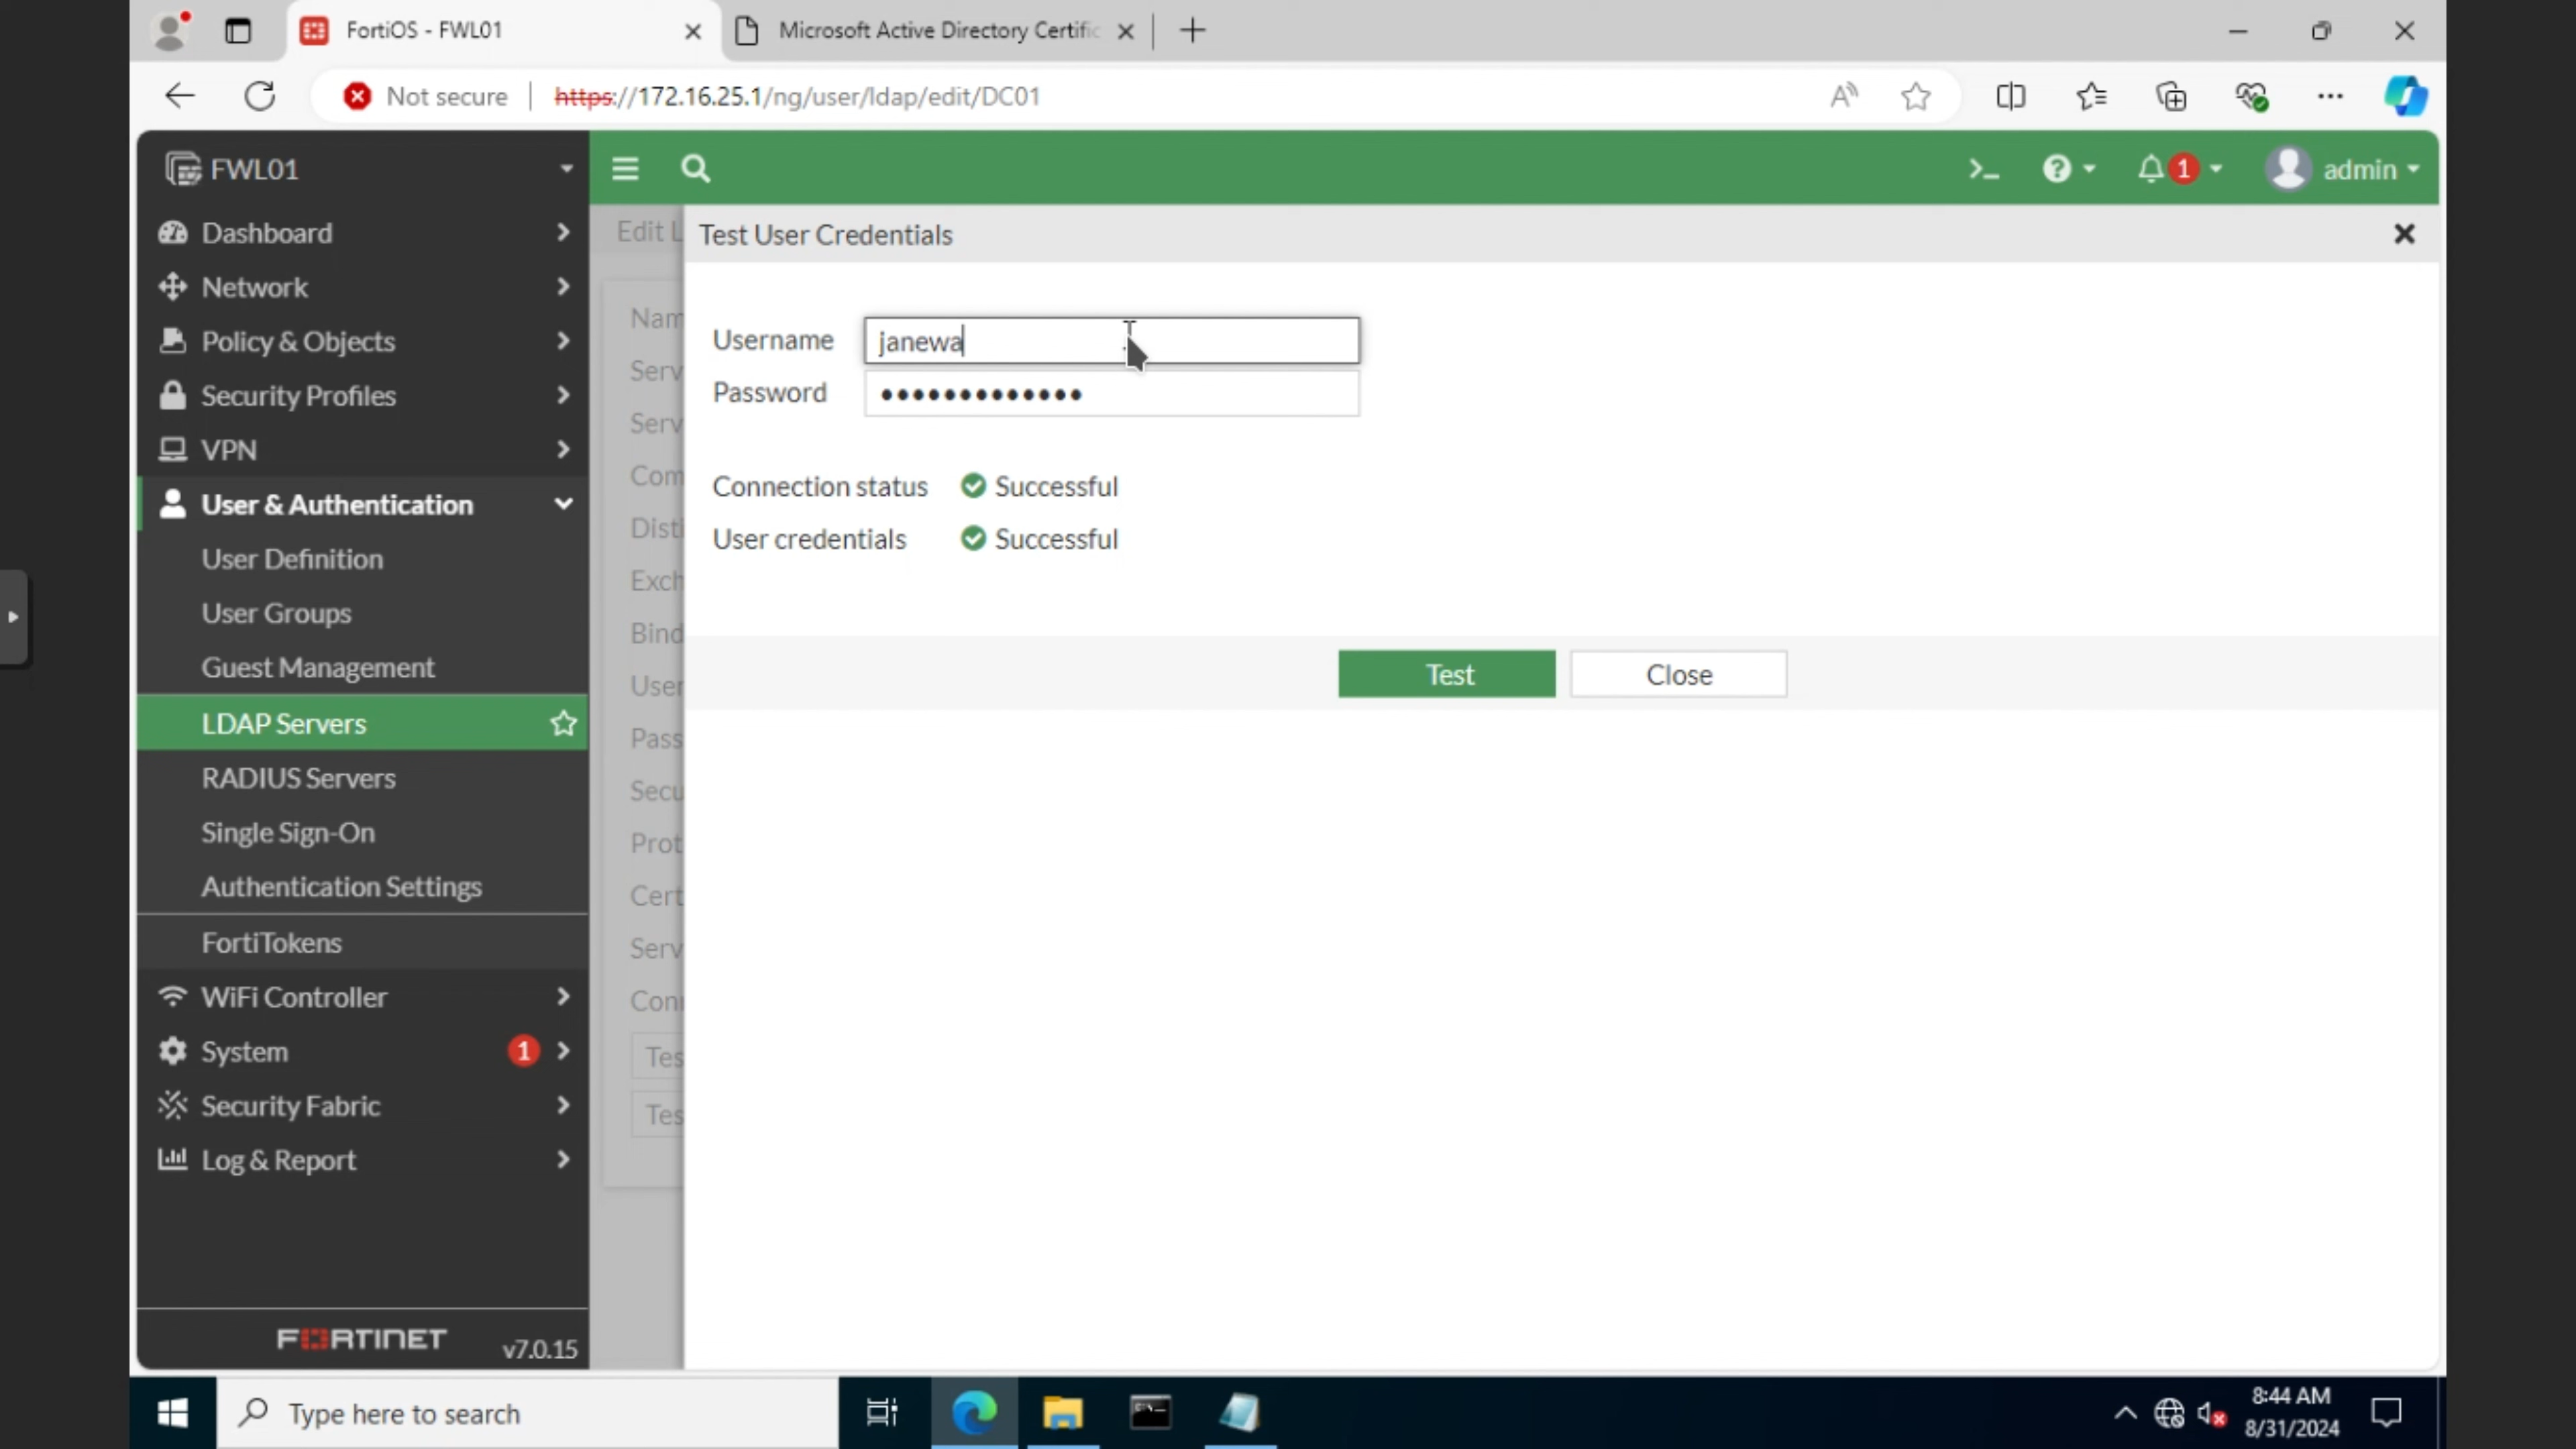 FortiOS - FWL01
Microsoft Active Directory Certific
Not secure
https://172.16.25.1/ng/user/ldap/edit/DC01
FWL01
1
admin
Dashboard
Network
Policy & Objects
Security Profiles
VPN
User & Authentication
User Definition
User Groups
Guest Management
LDAP Servers
RADIUS Servers
Single Sign-On
Authentication Settings
FortiTokens
WiFi Controller
System 1
Security Fabric
Log & Report
FORTINET v7.0.15
Edit L
Nam
Serv
Serv
Com
Disti
Exch
Bind
User
Pass
Secu
Prot
Cert
Serv
Con
Tes
Tes
Test User Credentials
Username janewa
Password •••••••••••••
Connection status Successful
User credentials Successful
Test Close
Type here to search
8:44 AM
8/31/2024